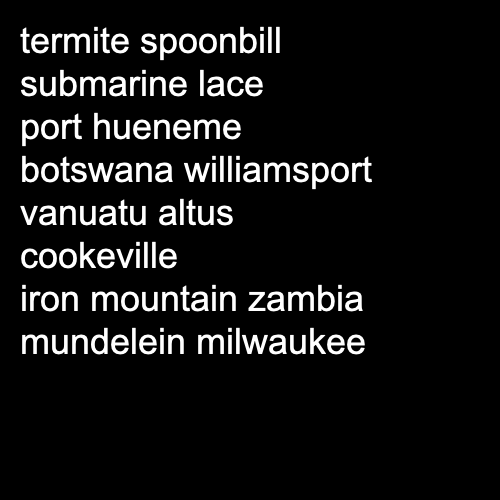 termite spoonbill
submarine lace
port hueneme
botswana williamsport
vanuatu altus
cookeville
iron mountain zambia
mundelein milwaukee